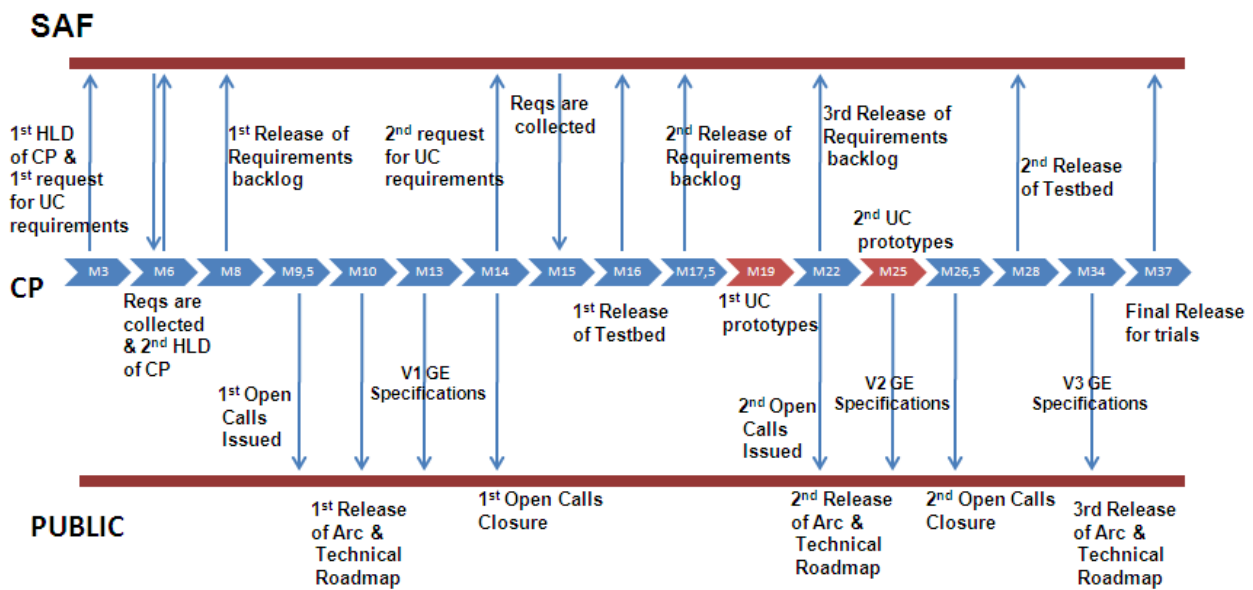 SAF
1st HLD
of CP &
1st request
for UC
requirements
1st Release of
Requirements
backlog
2nd request
for UC
requirements
Reqs are
collected
2nd Release of
Requirements
backlog
3rd Release of
Requirements
backlog
2nd Release
of Testbed
2nd UC
prototypes
CP
M3
M6
M8
M9,5
M10
M13
M14
M15
M16
M17,5
M19
M22
M25
M26,5
M28
M34
M37
Reqs are
collected
& 2nd HLD
of CP
1st Release
of Testbed
1st UC
prototypes
Final Release
for trials
1st Open
Calls
Issued
V1 GE
Specifications
2nd Open
Calls
Issued
V2 GE
Specifications
V3 GE
Specifications
PUBLIC
1st Release
of Arc &
Technical
Roadmap
1st Open Calls
Closure
2nd Release
of Arc &
Technical
Roadmap
2nd Open Calls
Closure
3rd Release
of Arc &
Technical
Roadmap